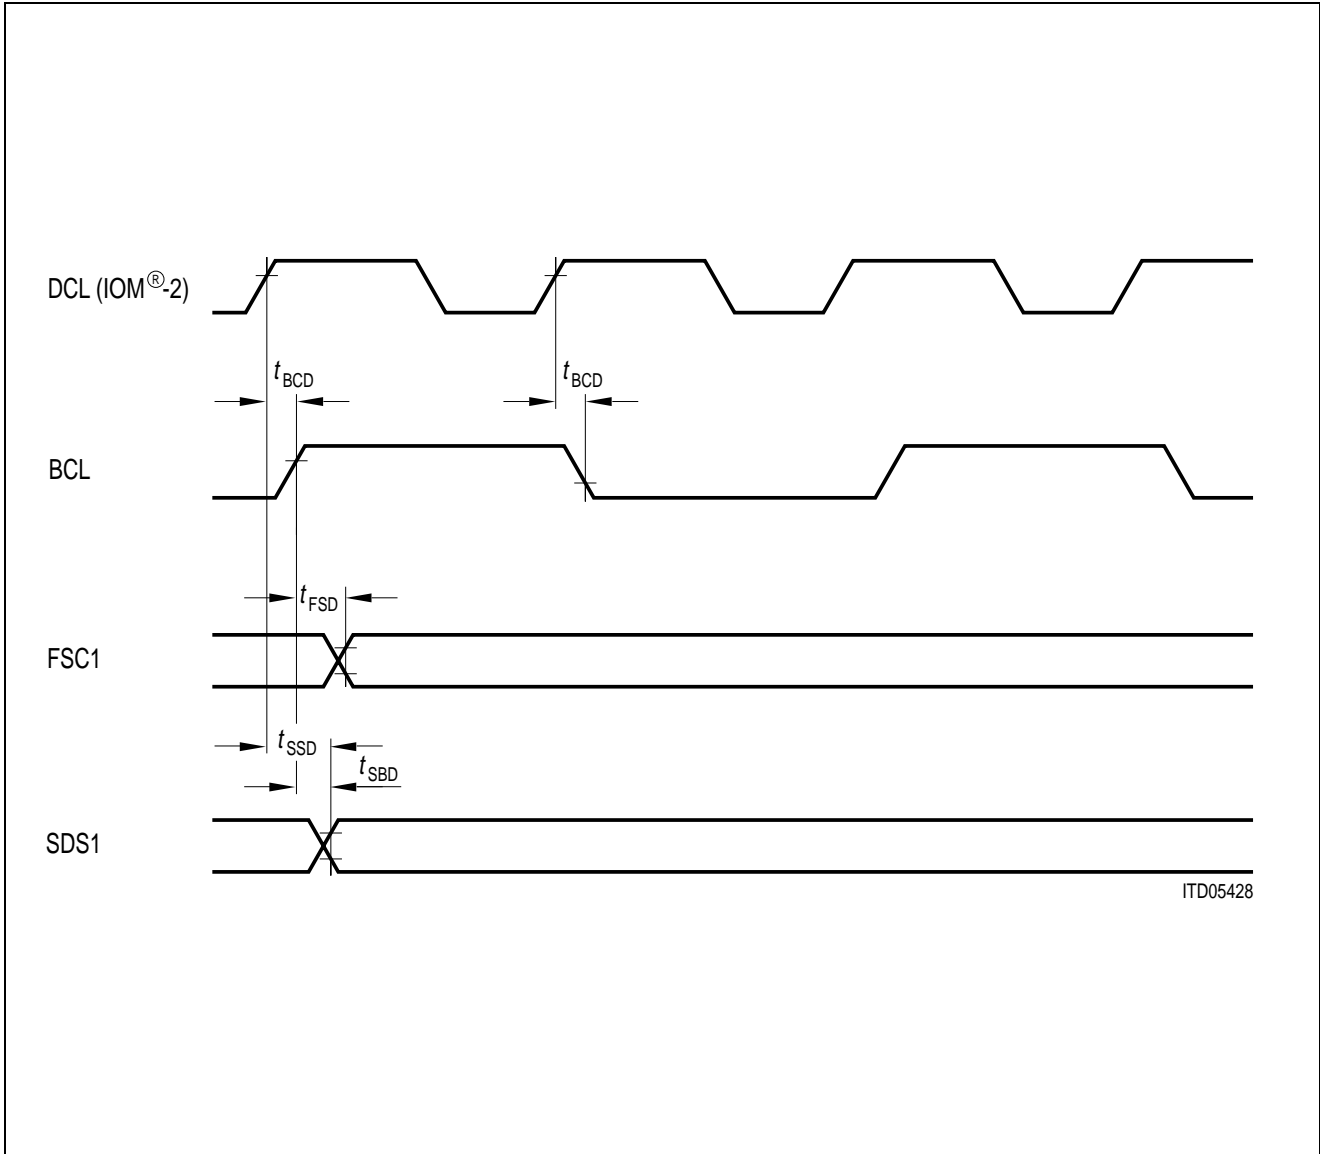 DCL (IOM®-2)
tBCD tBCD
BCL
tFSD
FSC1
tSSD
tSBD
SDS1
ITD05428